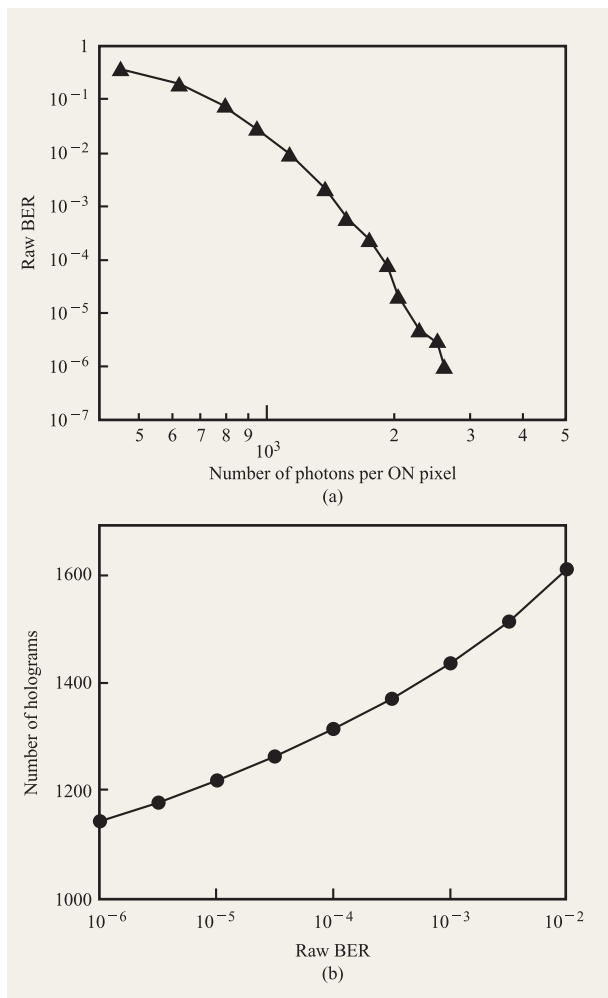 1
10−1
10−2
10−3
10−4
10−5
10−6
10−7
Raw BER
5 6 7 8 9 2 3 4 5
10³
Number of photons per ON pixel
(a)
1600
1400
1200
1000
Number of holograms
10−6 10−5 10−4 10−3 10−2
Raw BER
(b)